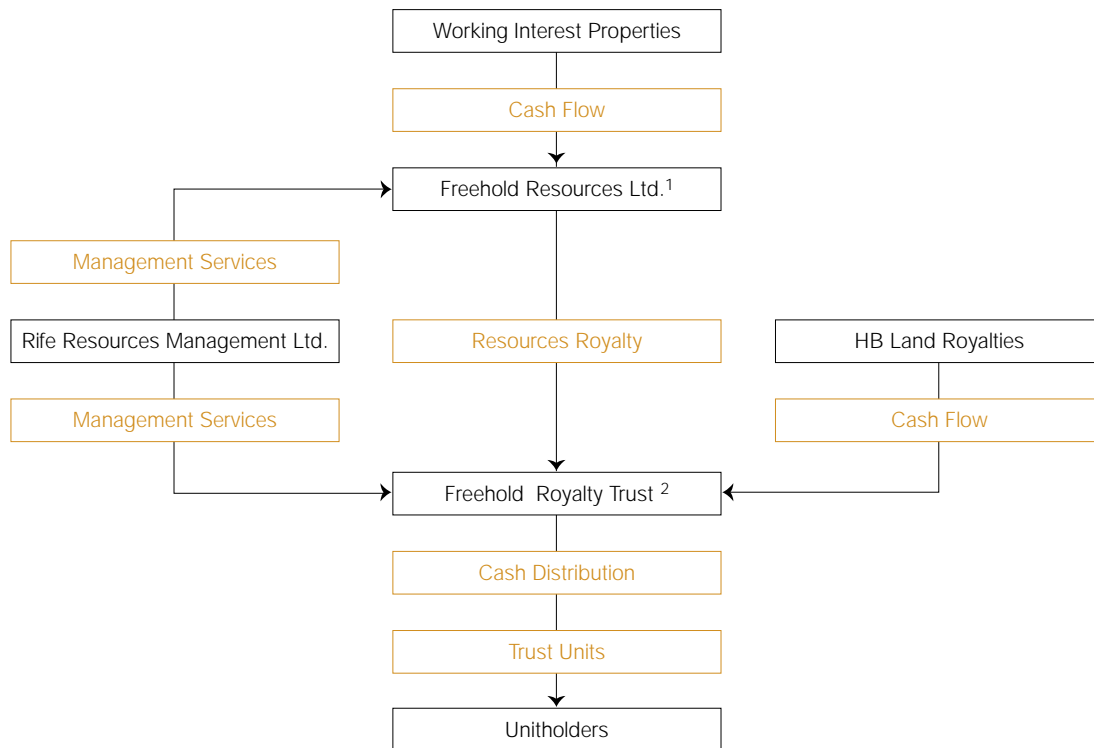 Working Interest Properties
Cash Flow
Freehold Resources Ltd.1
Management Services
Rife Resources Management Ltd.
Resources Royalty
HB Land Royalties
Management Services
Cash Flow
Freehold Royalty Trust 2
Cash Distribution
Trust Units
Unitholders